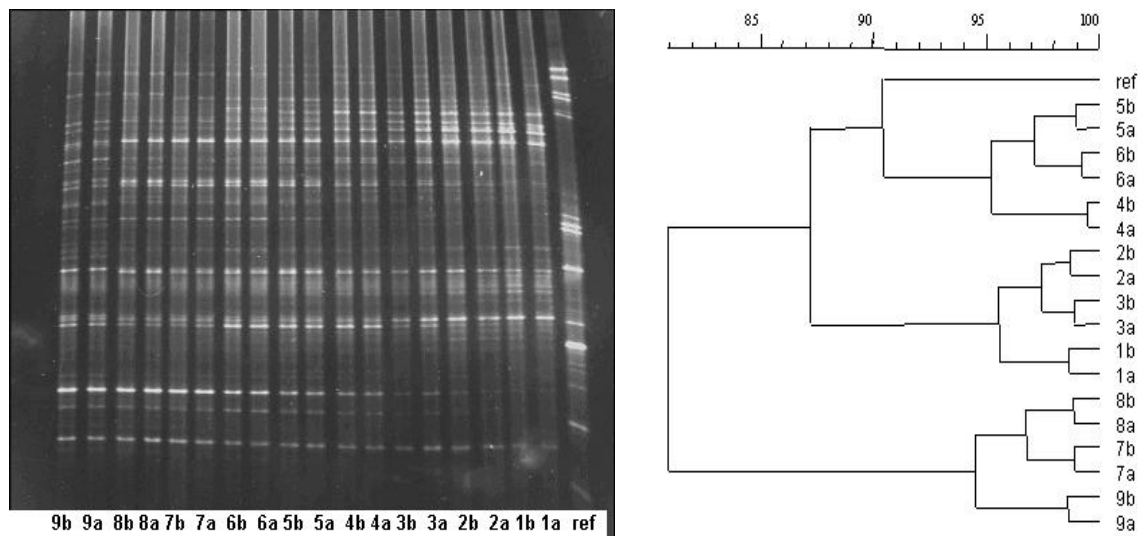 9b 9a 8b 8a 7b 7a 6b 6a 5b 5a 4b 4a 3b 3a 2b 2a 1b 1a ref
85 90 95 100
ref
5b
5a
6b
6a
4b
4a
2b
2a
3b
3a
1b
1a
8b
8a
7b
7a
9b
9a